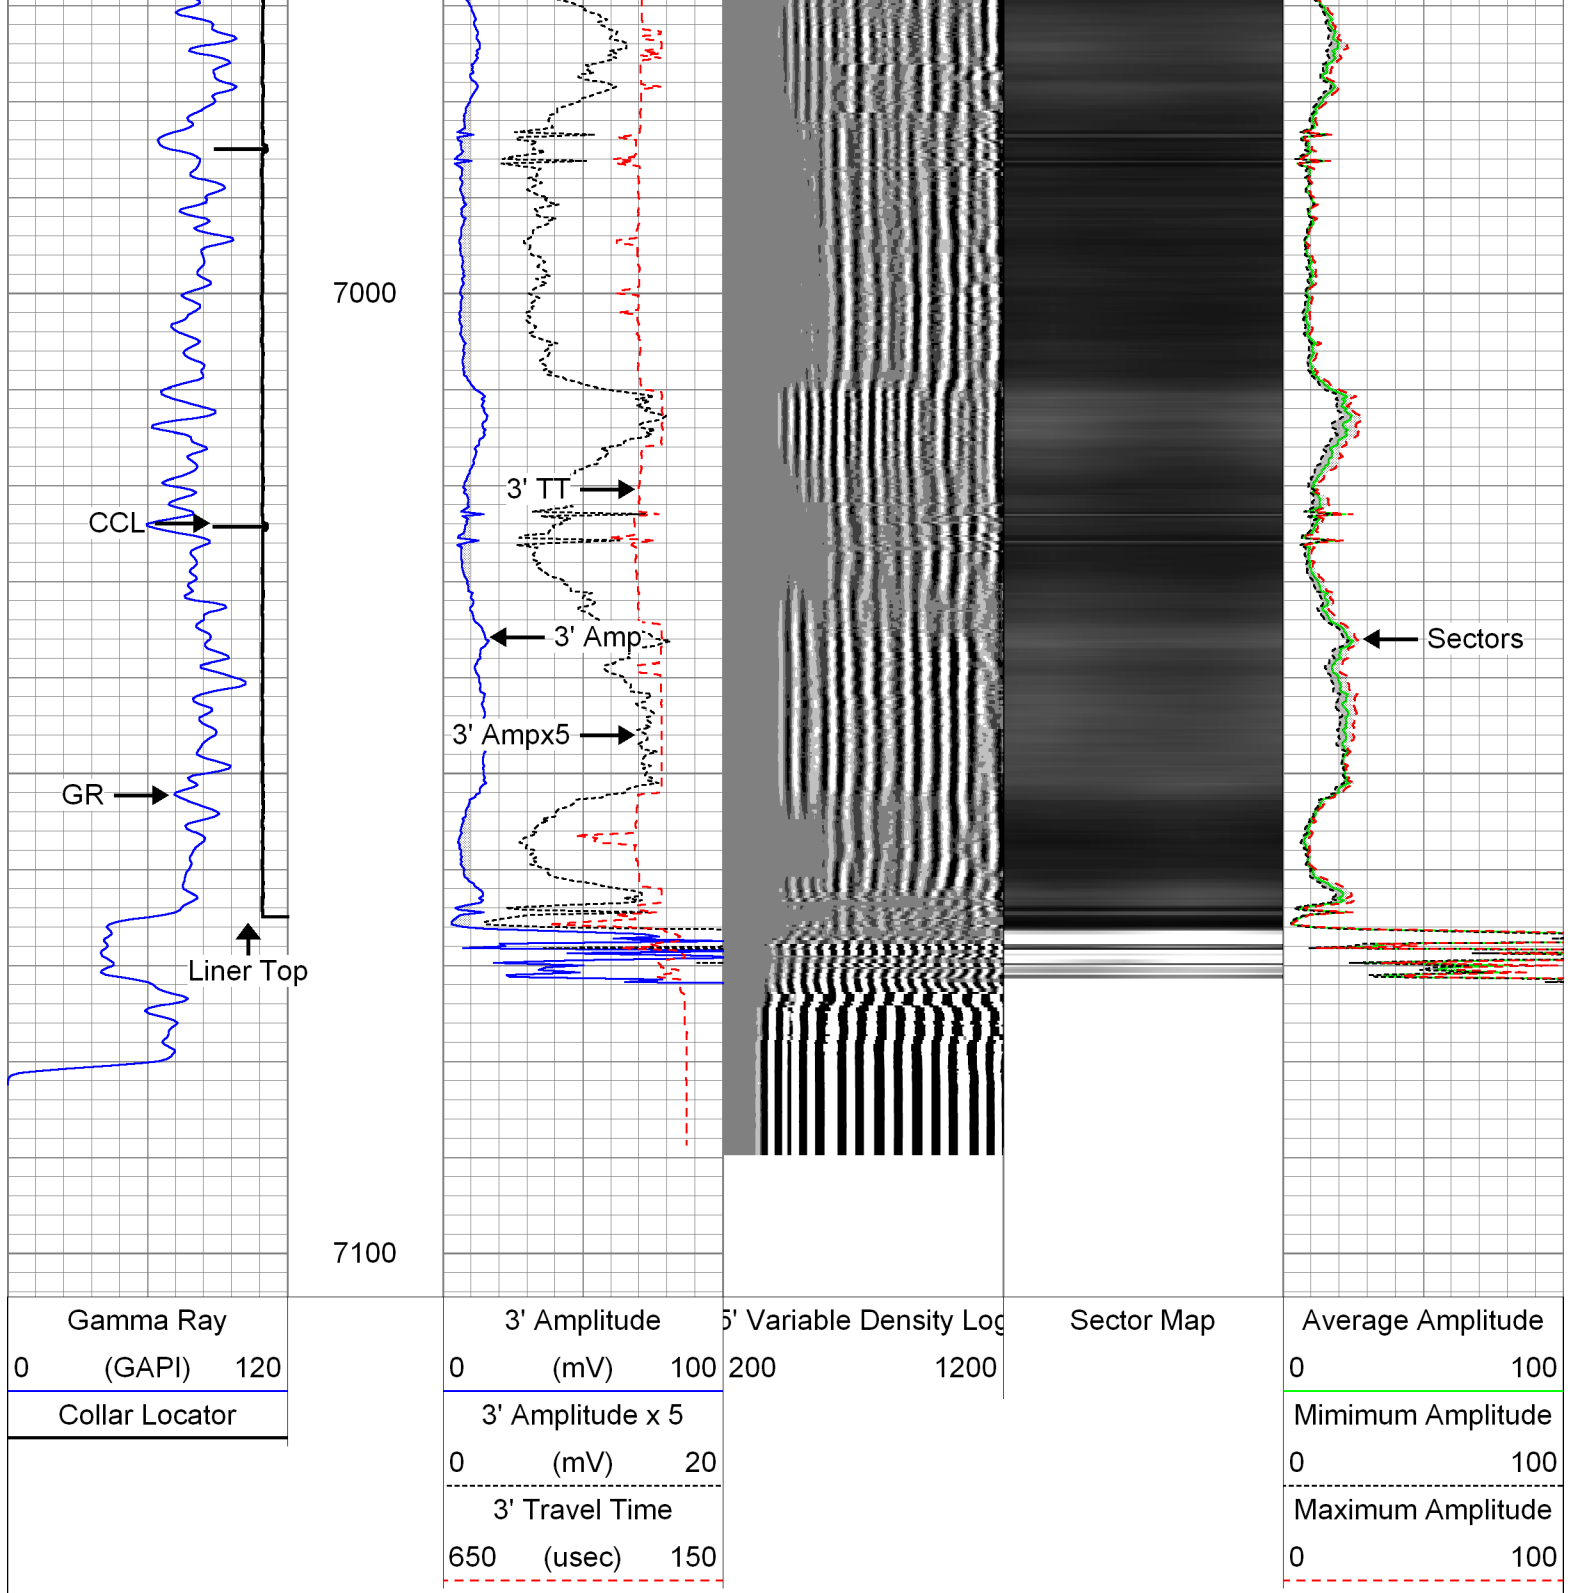 7000
3' TT
CCL
3' Amp
Sectors
3' Ampx5
GR
Liner Top
7100
Gamma Ray
0 (GAPI) 120
Collar Locator
3' Amplitude
0 (mV) 100
3' Amplitude x 5
0 (mV) 20
3' Travel Time
650 (usec) 150
5' Variable Density Log
200 1200
Sector Map
Average Amplitude
0 100
Mimimum Amplitude
0 100
Maximum Amplitude
0 100